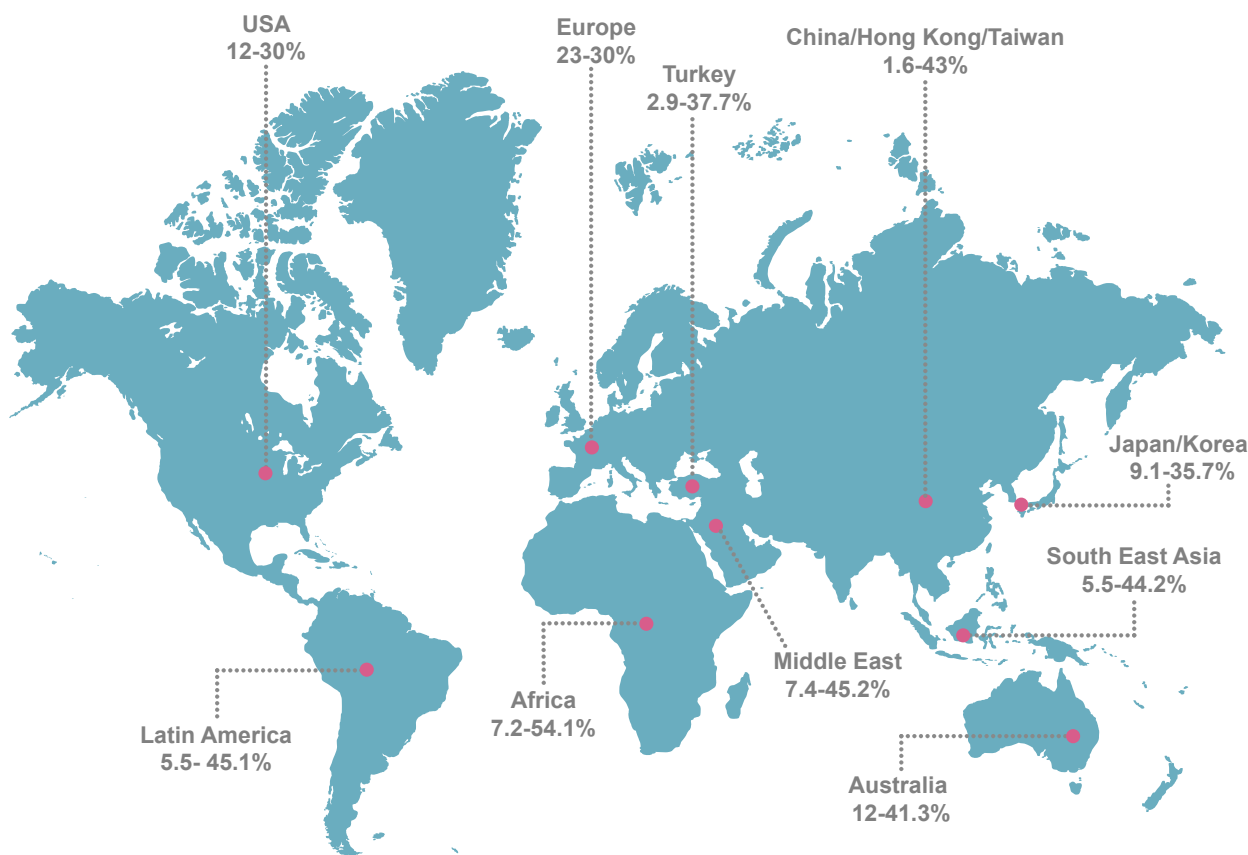 USA
12-30%
Europe
23-30%
Turkey
2.9-37.7%
China/Hong Kong/Taiwan
1.6-43%
Japan/Korea
9.1-35.7%
South East Asia
5.5-44.2%
Middle East
7.4-45.2%
Africa
7.2-54.1%
Latin America
5.5- 45.1%
Australia
12-41.3%